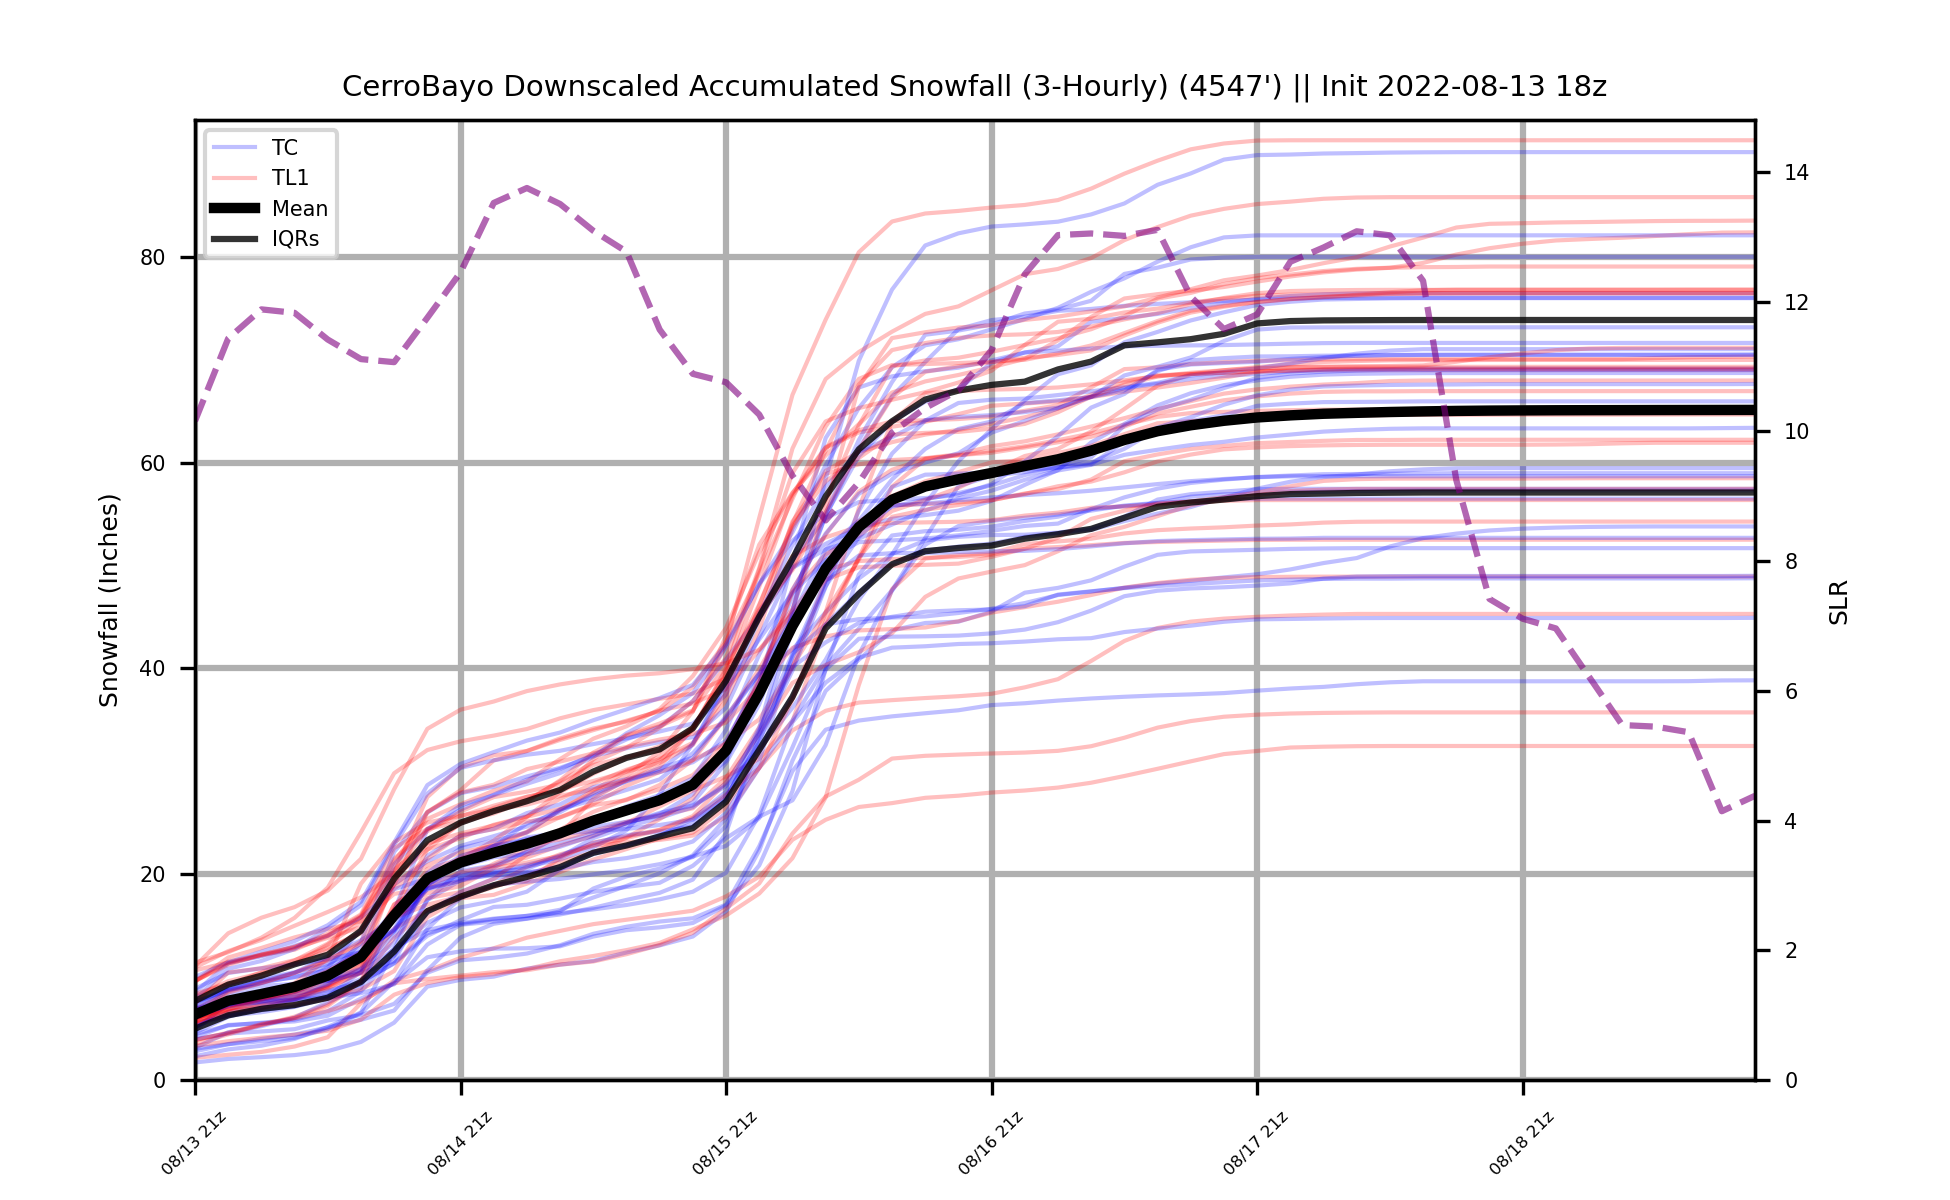 CerroBayo Downscaled Accumulated Snowfall (3-Hourly) (4547') || Init 2022-08-13 18z
TC
TL1
Mean
IQRs
80
60
40
20
0
Snowfall (Inches)
14
12
10
8
6
4
2
0
SLR
08/13 21z
08/14 21z
08/15 21z
08/16 21z
08/17 21z
08/18 21z